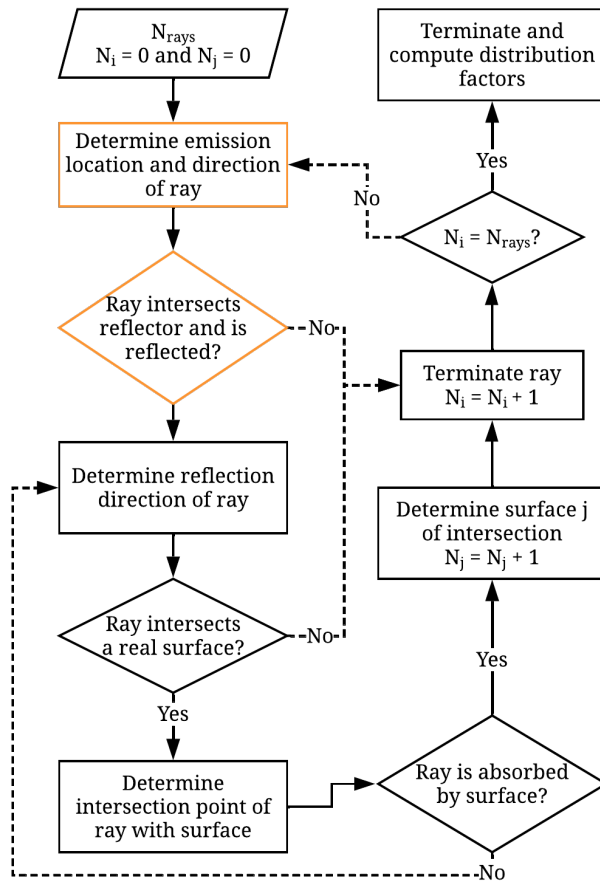 N_rays
N_i = 0 and N_j = 0
Determine emission
location and direction
of ray
Ray intersects
reflector and is
reflected?
No
Determine reflection
direction of ray
Ray intersects
a real surface?
No
Yes
Determine
intersection point of
ray with surface
Ray is absorbed
by surface?
No
Yes
Determine surface j
of intersection
N_j = N_j + 1
Terminate ray
N_i = N_i + 1
N_i = N_rays?
No
Yes
Terminate and
compute distribution
factors